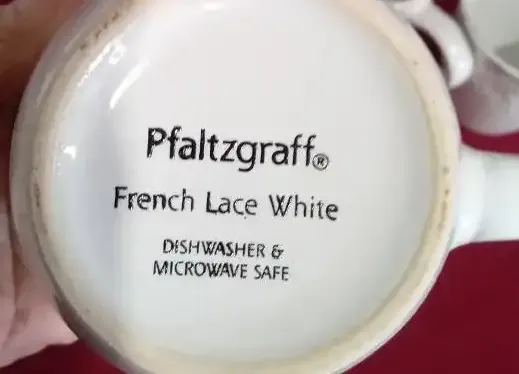 Pfaltzgraff®
French Lace White
DISHWASHER &
MICROWAVE SAFE